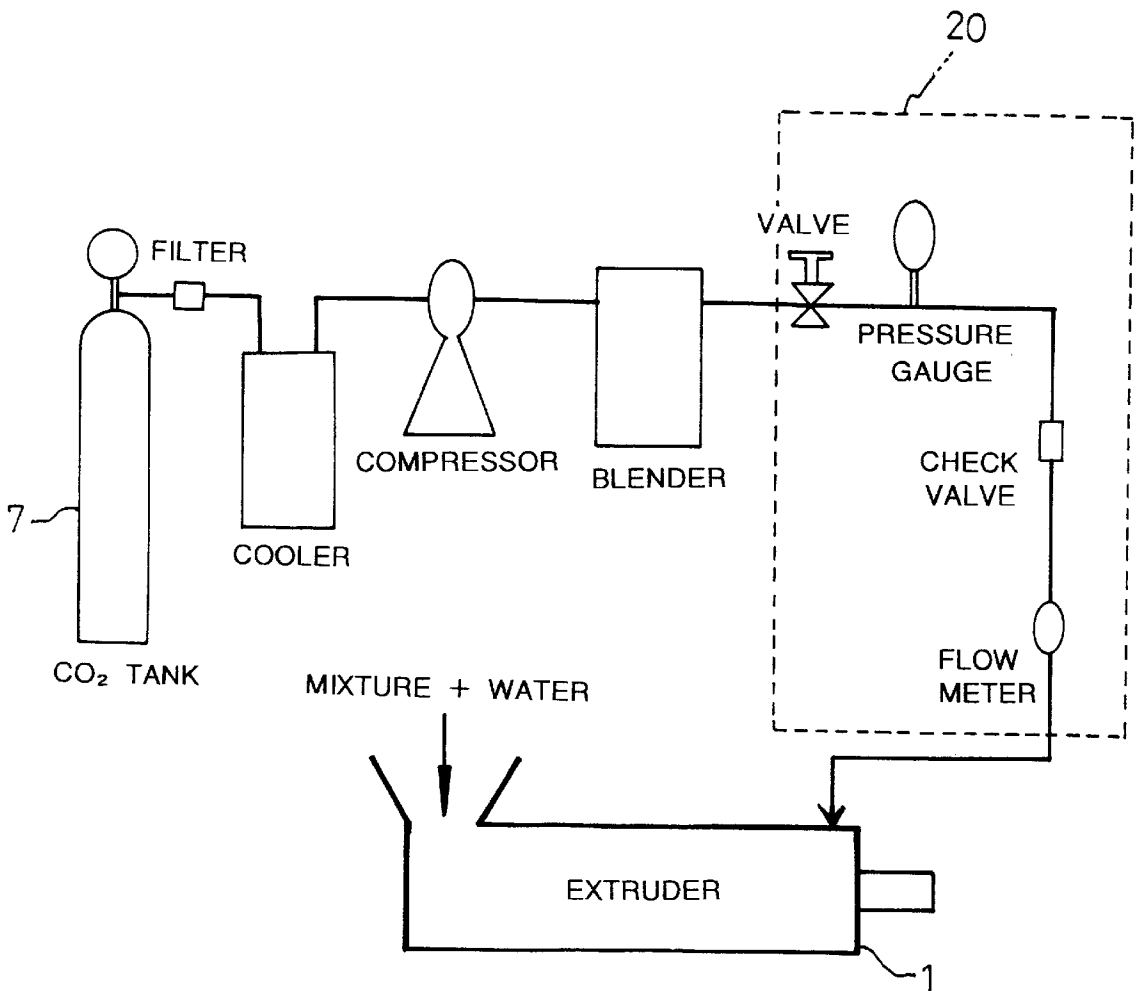 20
FILTER
VALVE
PRESSURE
GAUGE
COMPRESSOR
BLENDER
CHECK
VALVE
7
COOLER
CO₂ TANK
FLOW
METER
MIXTURE + WATER
EXTRUDER
1